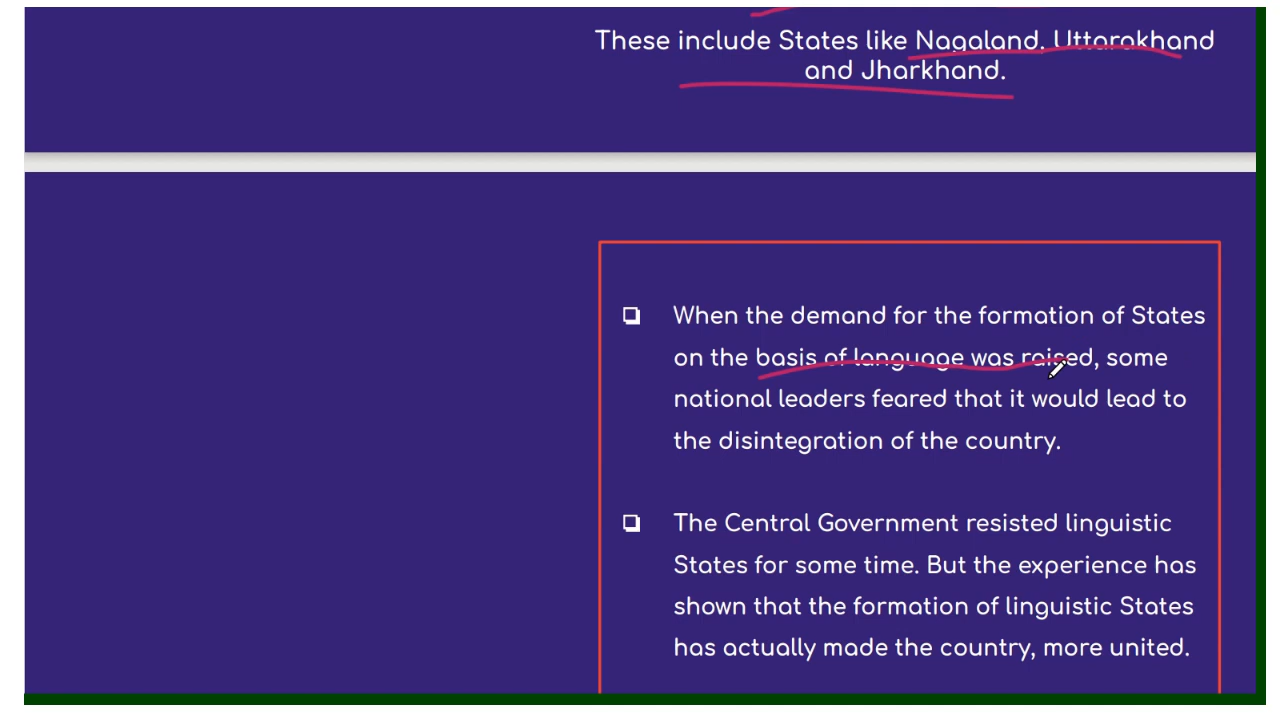 These include States like Nagaland. Uttarakhand
and Jharkhand.
When the demand for the formation of States
on the basis of language was raised, some
national leaders feared that it would lead to
the disintegration of the country.
The Central Government resisted linguistic
States for some time. But the experience has
shown that the formation of linguistic States
has actually made the country, more united.